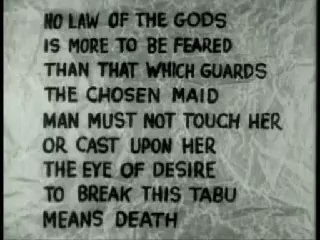 NO LAW OF THE GODS
IS MORE TO BE FEARED
THAN THAT WHICH GUARDS
THE CHOSEN MAID
MAN MUST NOT TOUCH HER
OR CAST UPON HER
THE EYE OF DESIRE
TO BREAK THIS TABU
MEANS DEATH